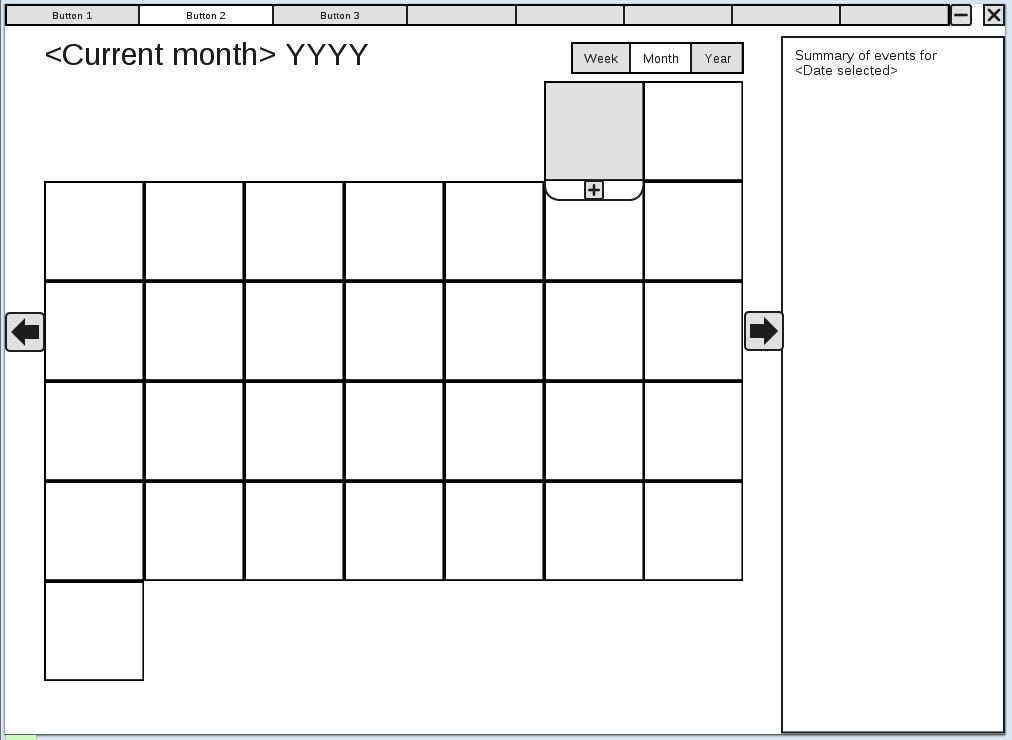 Button 1
Button 2
Button 3
<Current month> YYYY
Week
Month
Year
Summary of events for
<Date selected>